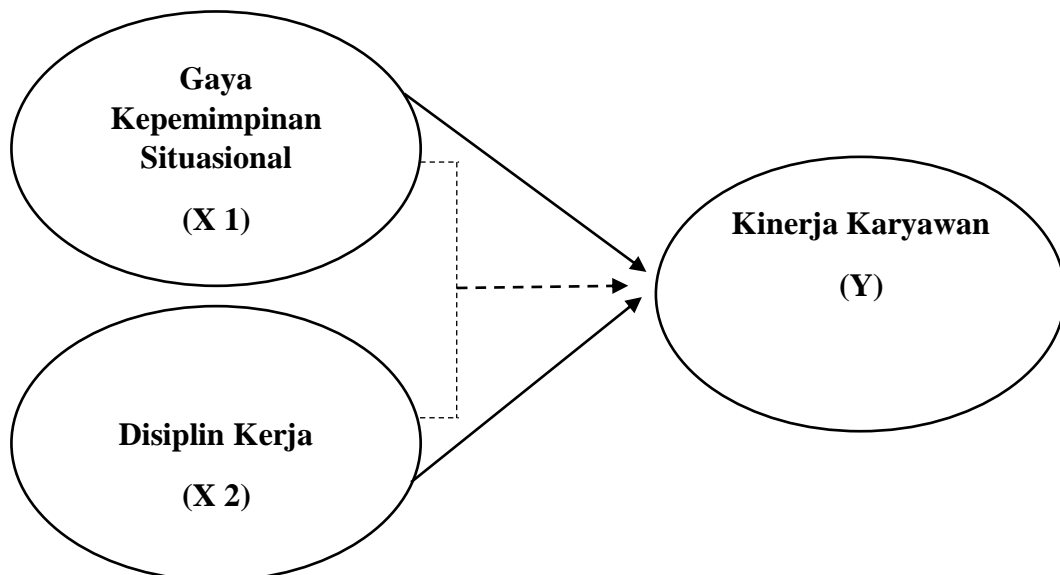 Gaya
Kepemimpinan
Situasional
(X 1)
Kinerja Karyawan
(Y)
Disiplin Kerja
(X 2)